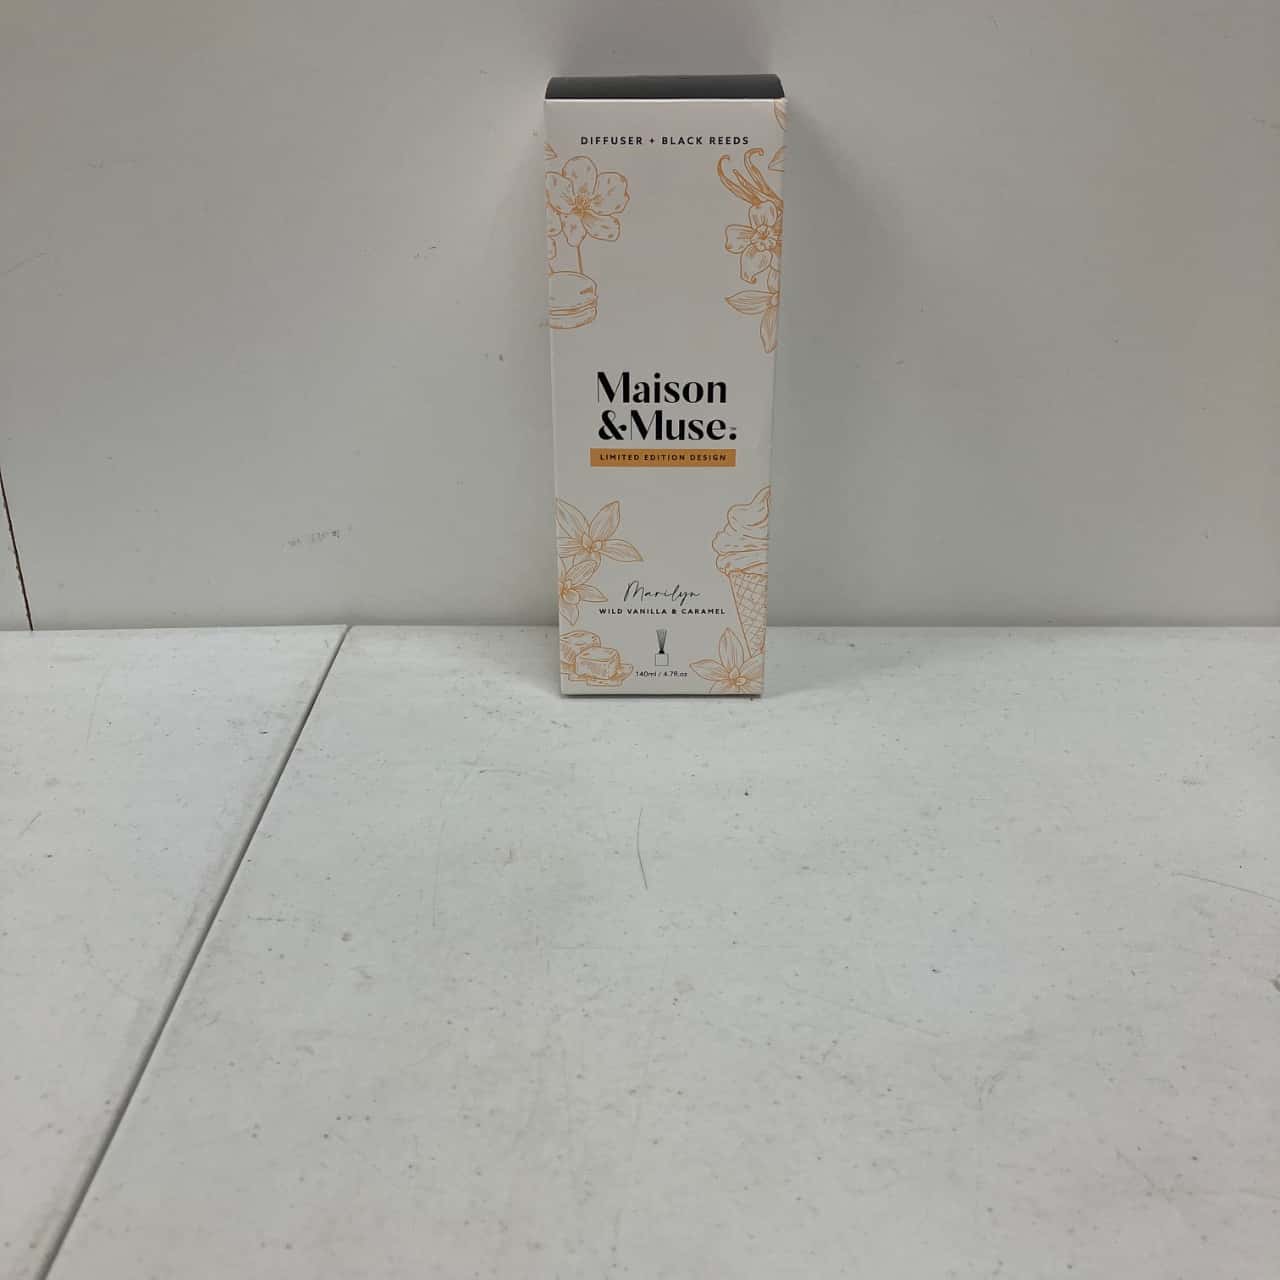 DIFFUSER + BLACK REEDS
Maison
&Muse.
LIMITED EDITION DESIGN
Marilyn
WILD VANILLA & CARAMEL
140ml / 4.7fl.oz